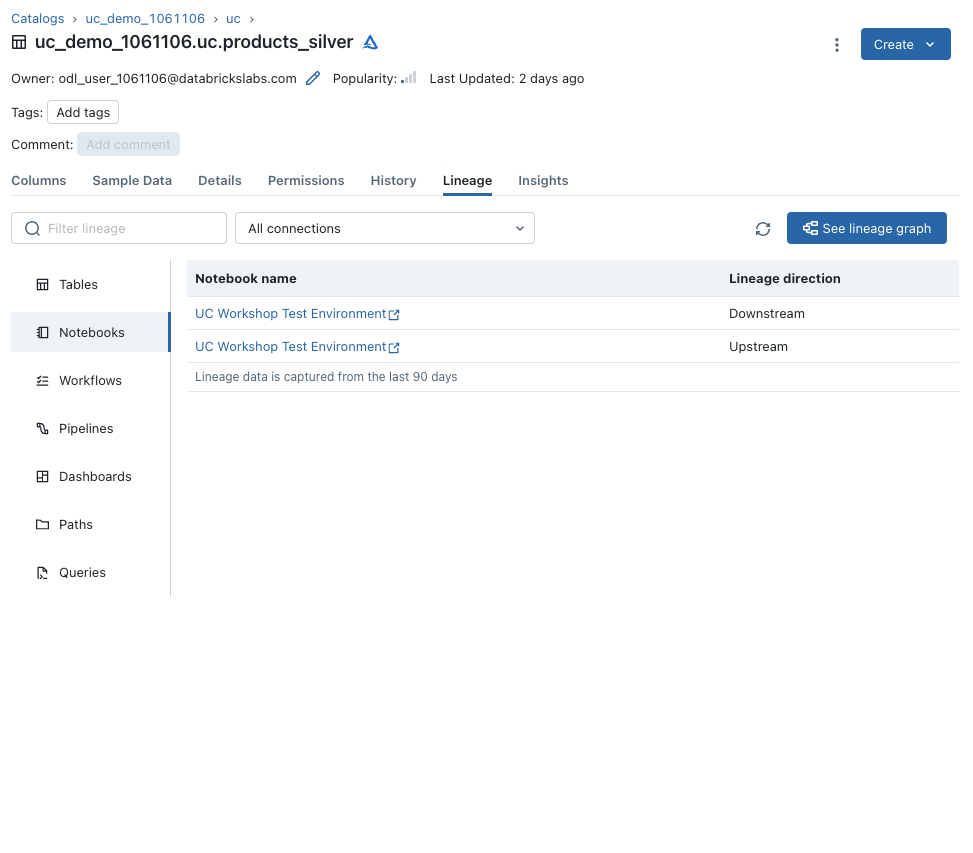 Catalogs › uc_demo_1061106 › uc ›
uc_demo_1061106.uc.products_silver
Create
Owner: odl_user_1061106@databrickslabs.com Popularity: Last Updated: 2 days ago
Tags: Add tags
Comment: Add comment
Columns Sample Data Details Permissions History Lineage Insights
Filter lineage All connections See lineage graph
Tables
Notebooks
Workflows
Pipelines
Dashboards
Paths
Queries
Notebook name Lineage direction
UC Workshop Test Environment Downstream
UC Workshop Test Environment Upstream
Lineage data is captured from the last 90 days